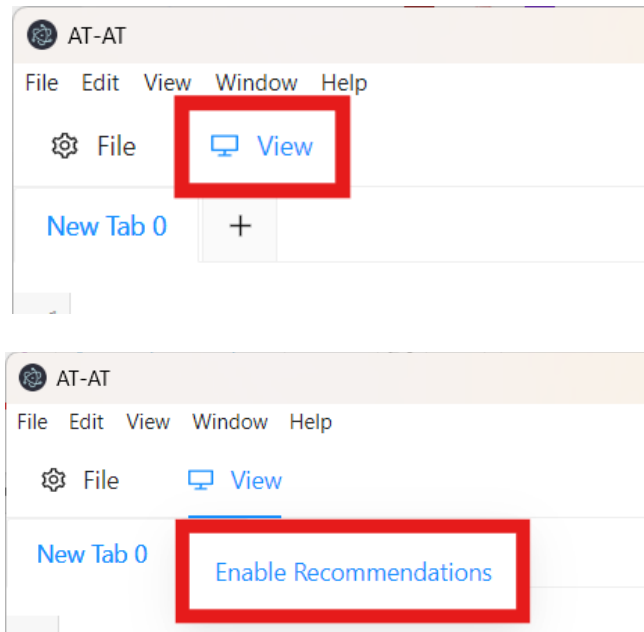 AT-AT
File Edit View Window Help
File View
New Tab 0 +
AT-AT
File Edit View Window Help
File View
New Tab 0
Enable Recommendations